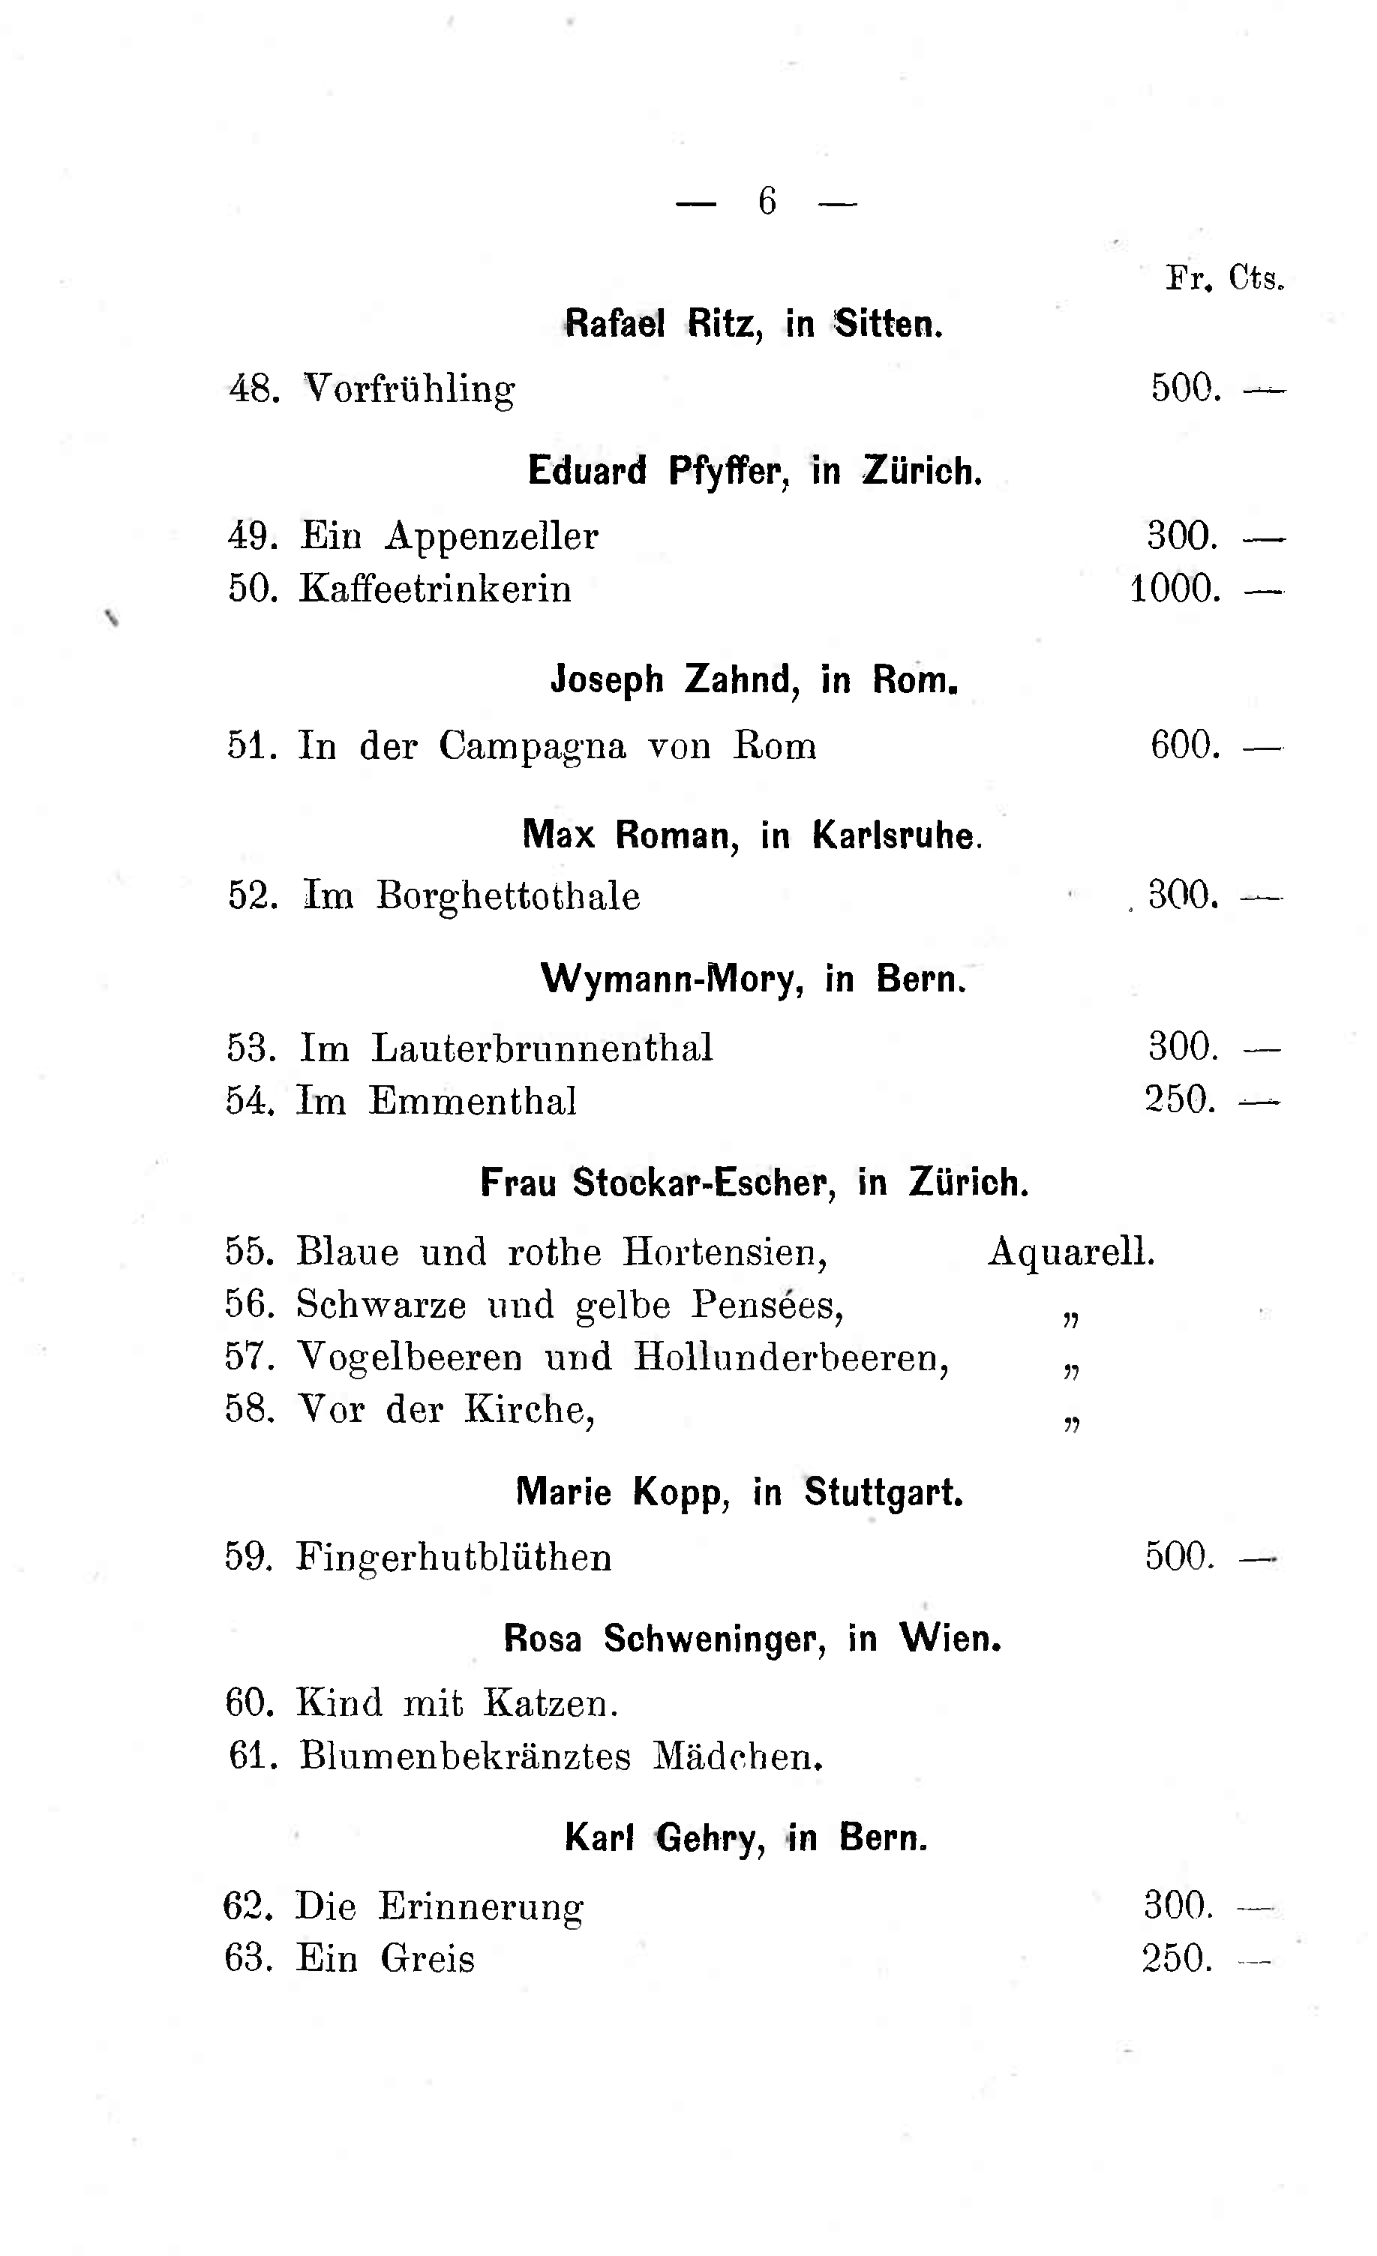 — 6 —
Fr. Cts.
Rafael Ritz, in Sitten.
48. Vorfrühling 500. —
Eduard Pfyffer, in Zürich.
49. Ein Appenzeller 300. —
50. Kaffeetrinkerin 1000. —
Joseph Zahnd, in Rom.
51. In der Campagna von Rom 600. —
Max Roman, in Karlsruhe.
52. Im Borghettothale 300. —
Wymann-Mory, in Bern.
53. Im Lauterbrunnenthal 300. —
54. Im Emmenthal 250. —
Frau Stockar-Escher, in Zürich.
55. Blaue und rothe Hortensien, Aquarell.
56. Schwarze und gelbe Pensées, „
57. Vogelbeeren und Hollunderbeeren, „
58. Vor der Kirche, „
Marie Kopp, in Stuttgart.
59. Fingerhutblüthen 500. —
Rosa Schweninger, in Wien.
60. Kind mit Katzen.
61. Blumenbekränztes Mädchen.
Karl Gehry, in Bern.
62. Die Erinnerung 300. —
63. Ein Greis 250. —